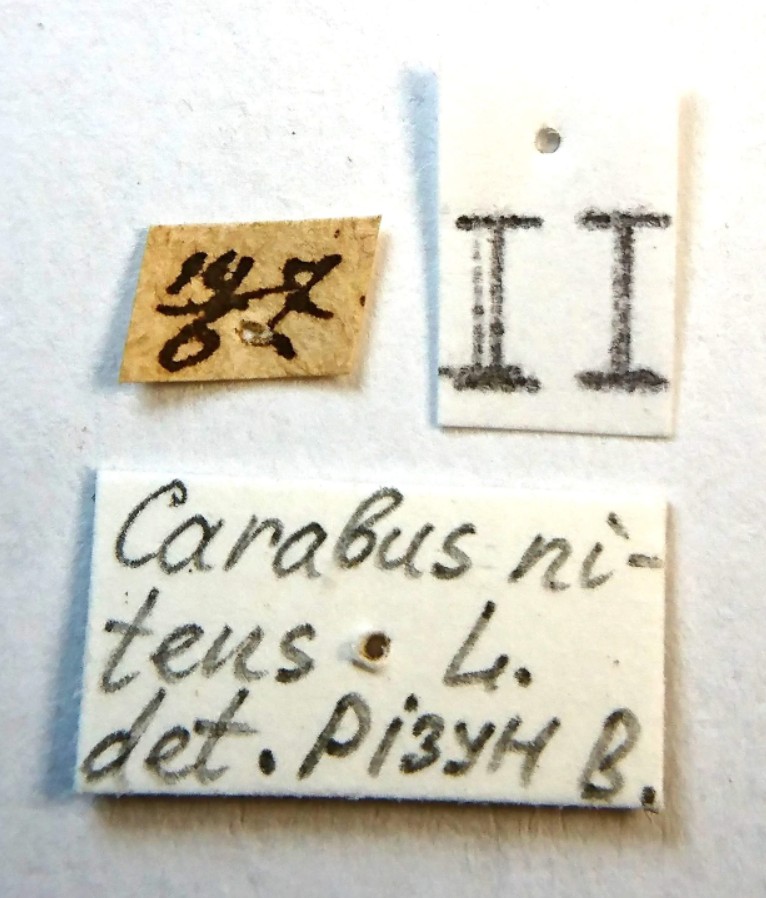 II
Carabus ni-
tens L.
det. Різун В.